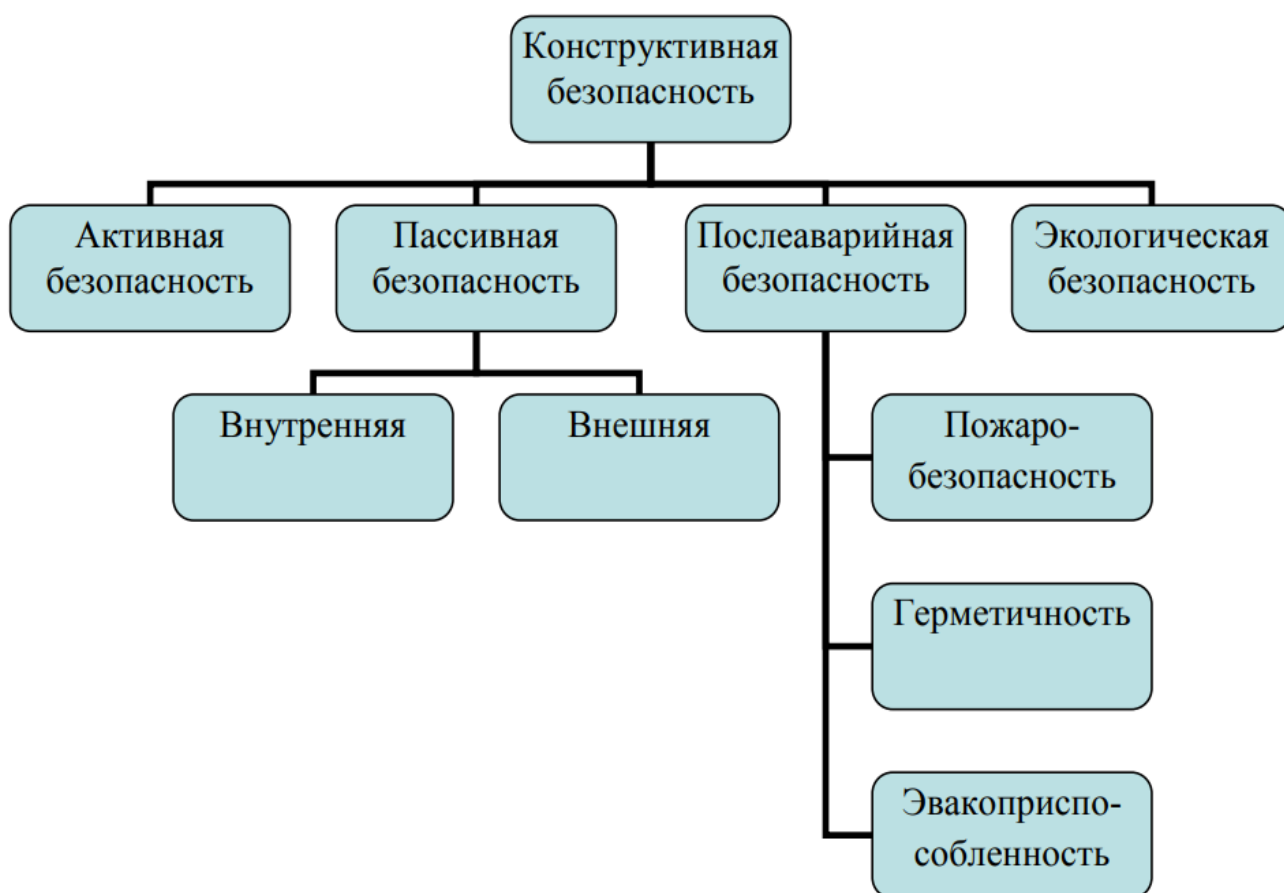 Конструктивная
безопасность
Активная
безопасность
Пассивная
безопасность
Послеаварийная
безопасность
Экологическая
безопасность
Внутренняя
Внешняя
Пожаро-
безопасность
Герметичность
Эвакоприспо-
собленность